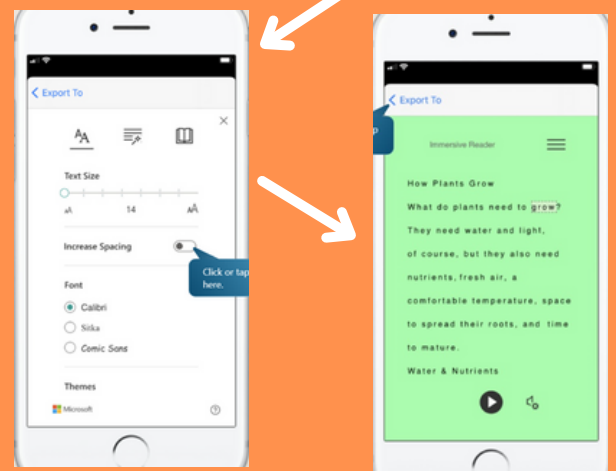 Export To
AA
Text Size
AA
14
AA
Increase Spacing
Click or tap
here.
Font
Calibri
Sitka
Comic Sans
Themes
Microsoft
Export To
Immersive Reader
How Plants Grow
What do plants need to grow?
They need water and light,
of course, but they also need
nutrients, fresh air, a
comfortable temperature, space
to spread their roots, and time
to mature.
Water & Nutrients